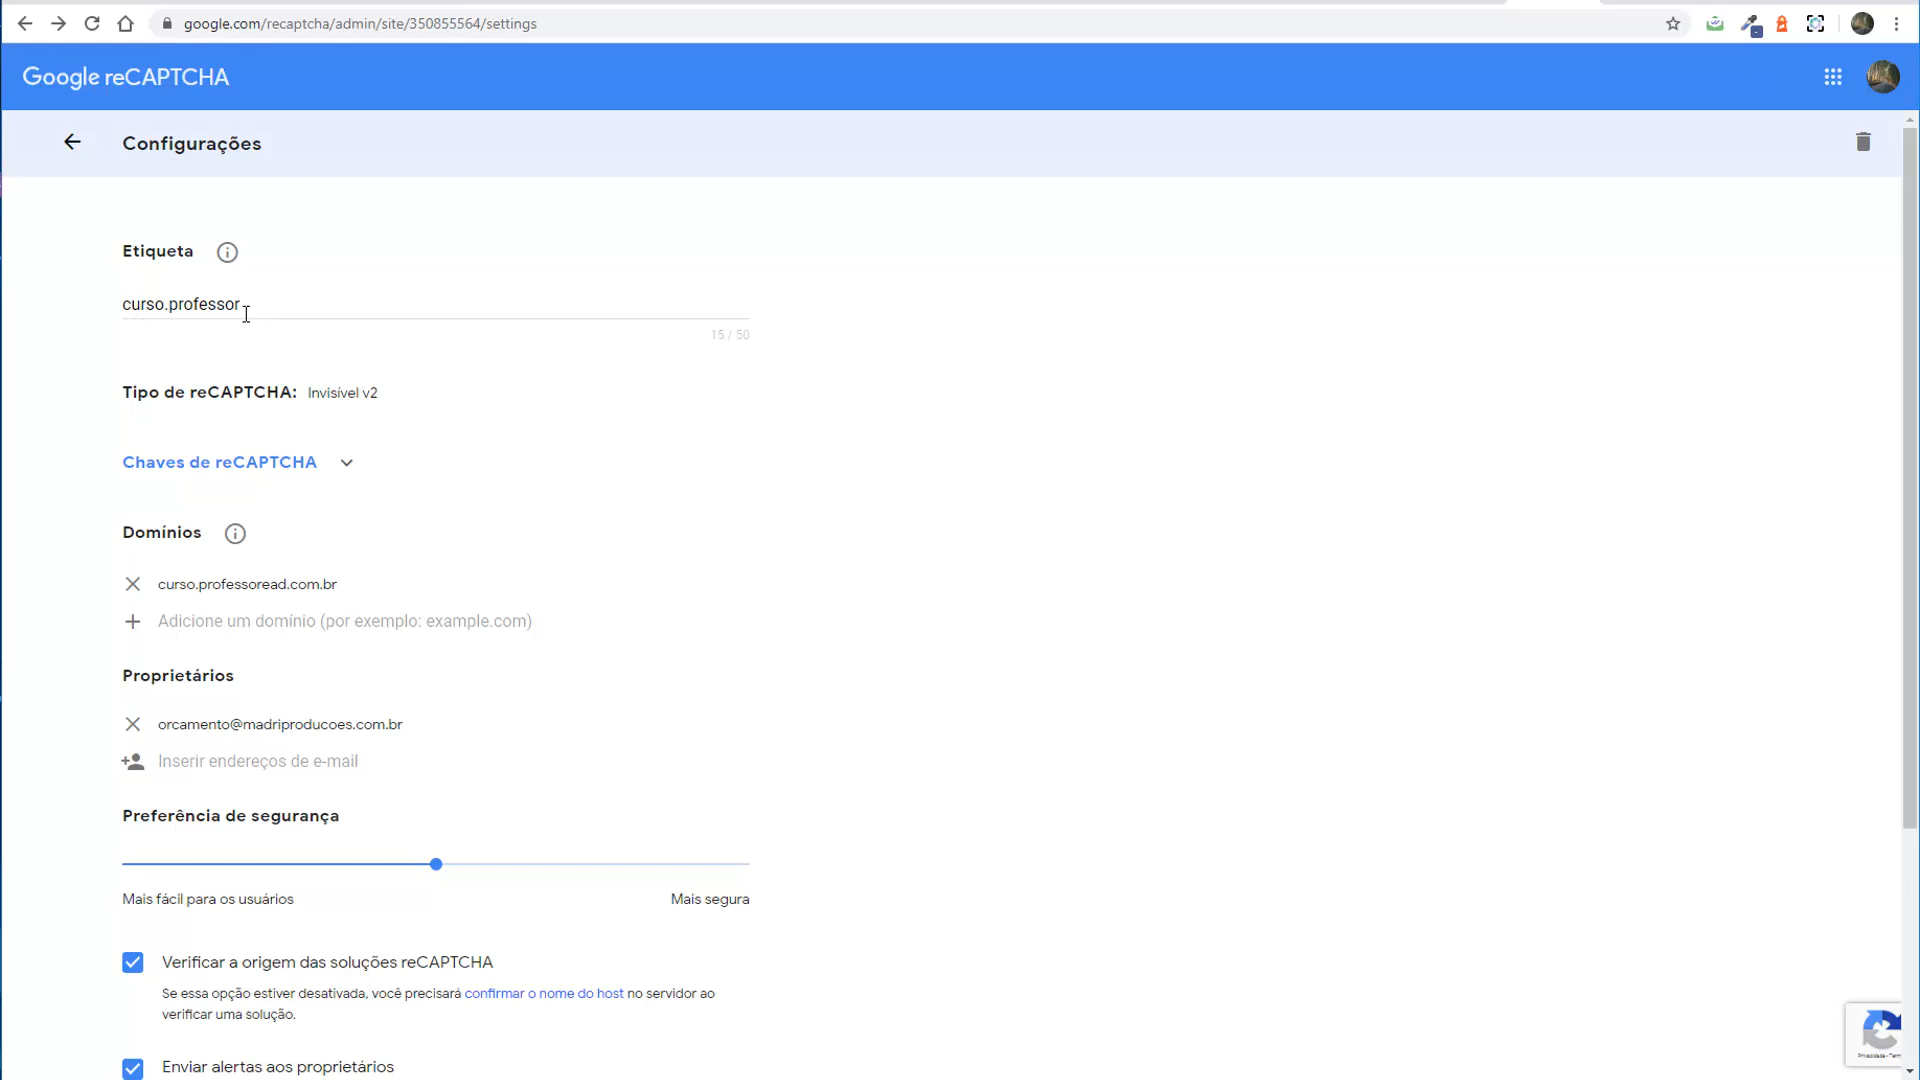 google.com/recaptcha/admin/site/350855564/settings
Google reCAPTCHA
Configurações
Etiqueta
curso.professor
15 / 50
Tipo de reCAPTCHA: Invisível v2
Chaves de reCAPTCHA
Domínios
curso.professoread.com.br
Adicione um domínio (por exemplo: example.com)
Proprietários
orcamento@madriproducoes.com.br
Inserir endereços de e-mail
Preferência de segurança
Mais fácil para os usuários
Mais segura
Verificar a origem das soluções reCAPTCHA
Se essa opção estiver desativada, você precisará confirmar o nome do host no servidor ao
verificar uma solução.
Enviar alertas aos proprietários